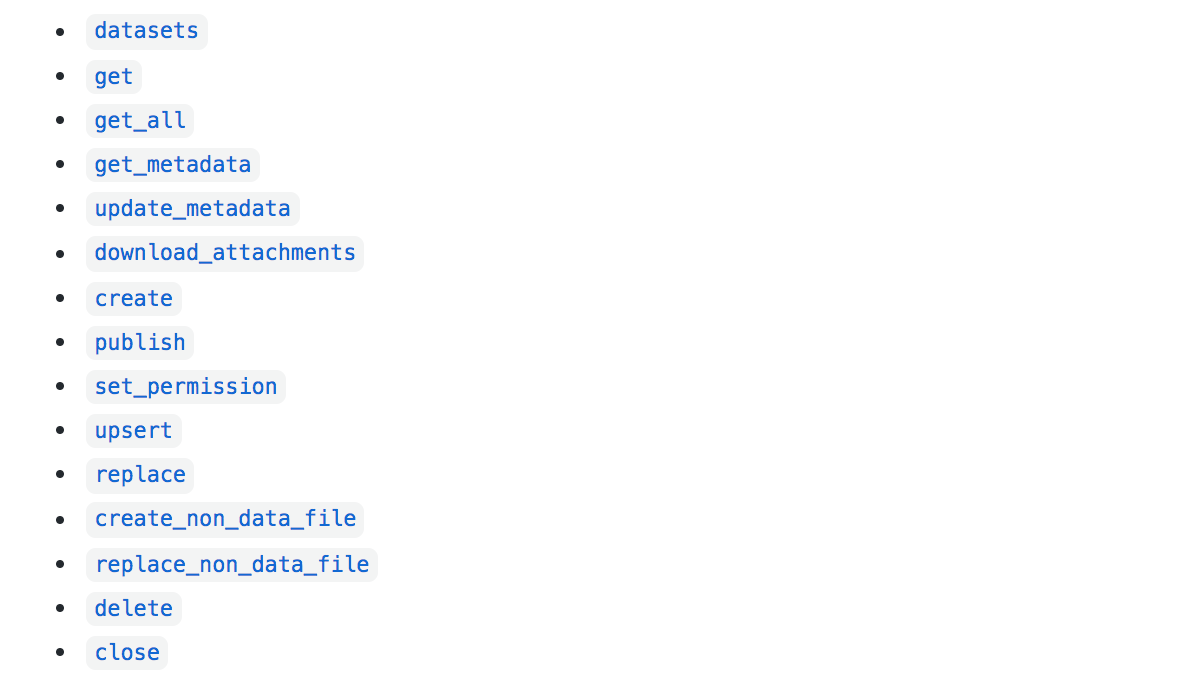 datasets
get
get_all
get_metadata
update_metadata
download_attachments
create
publish
set_permission
upsert
replace
create_non_data_file
replace_non_data_file
delete
close